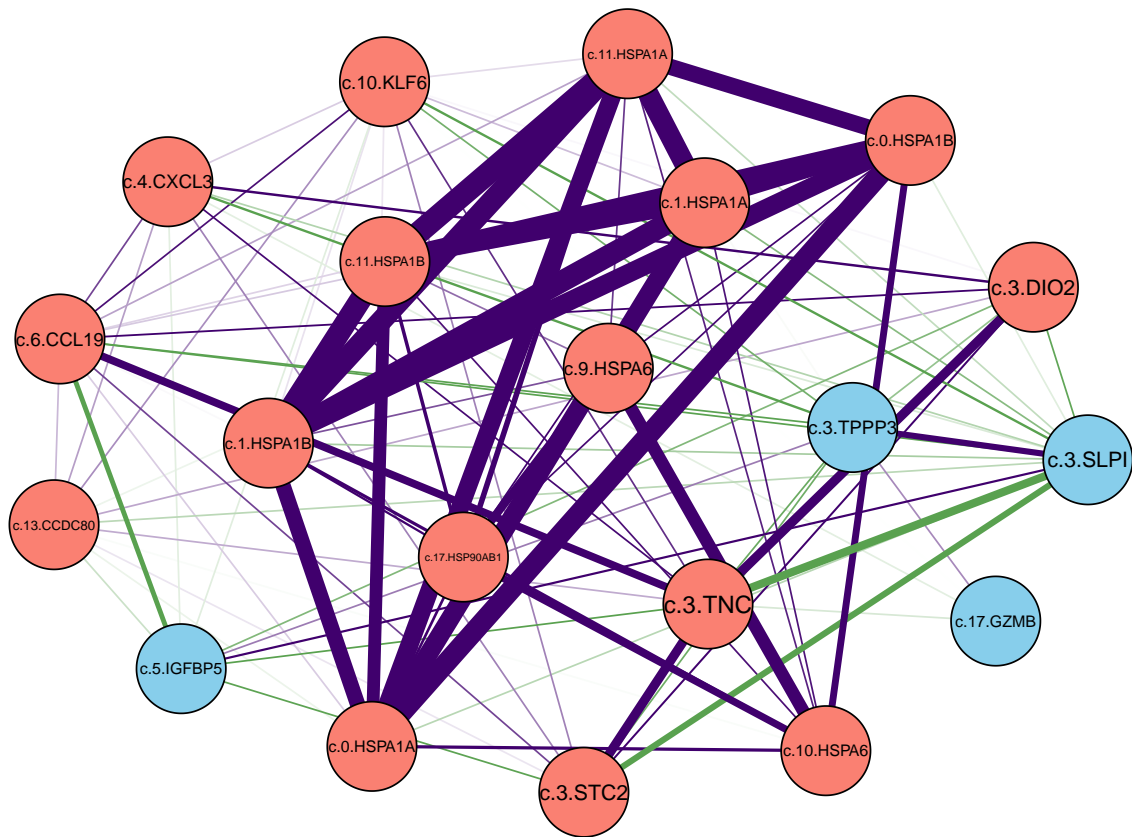 c.11.HSPA1A
c.10.KLF6
c.0.HSPA1B
c.4.CXCL3
c.1.HSPA1A
c.11.HSPA1B
c.3.DIO2
c.6.CCL19
c.9.HSPA6
c.3.TPPP3
c.1.HSPA1B
c.3.SLPI
c.13.CCDC80
c.17.HSP90AB1
c.3.TNC
c.17.GZMB
c.5.IGFBP5
c.0.HSPA1A
c.10.HSPA6
c.3.STC2